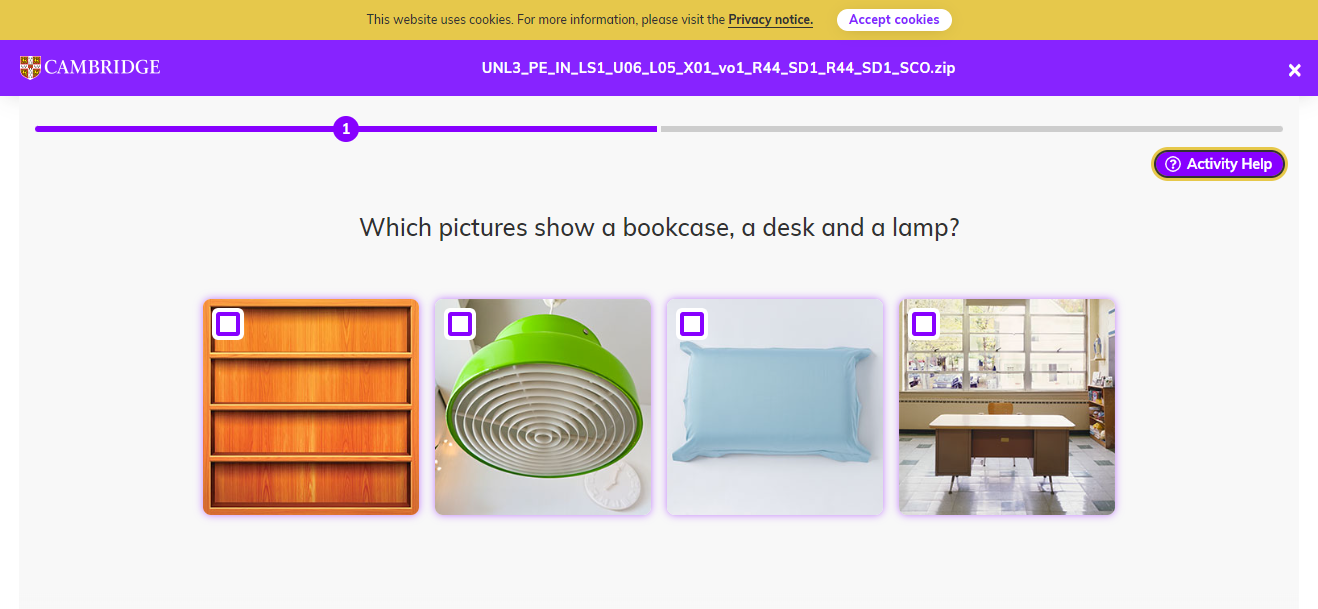 This website uses cookies. For more information, please visit the Privacy notice.
Accept cookies
CAMBRIDGE
UNL3_PE_IN_LS1_U06_L05_X01_vo1_R44_SD1_R44_SD1_SCO.zip
1
Activity Help
Which pictures show a bookcase, a desk and a lamp?